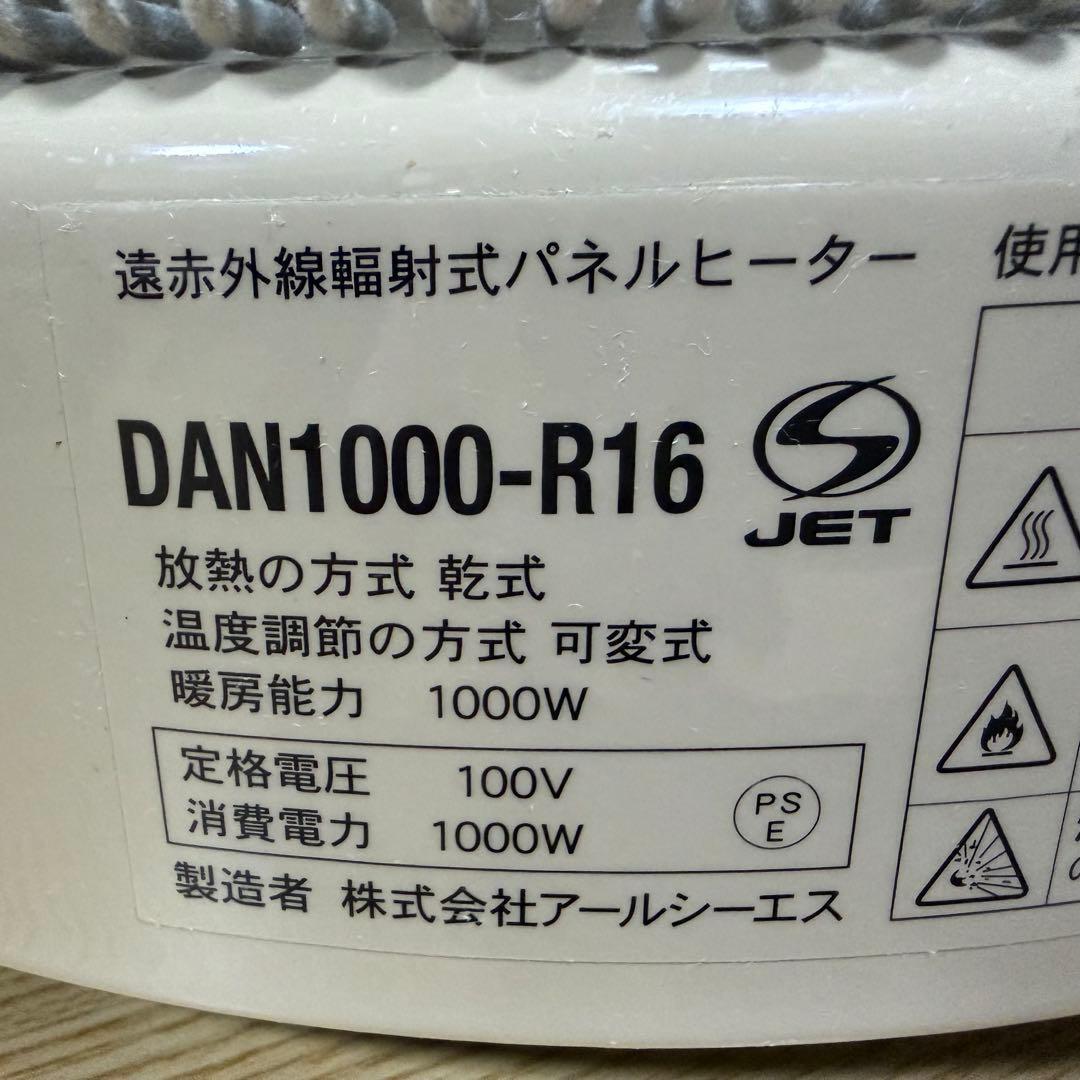 遠赤外線輻射式パネルヒーター
DAN1000-R16
JET
放熱の方式 乾式
温度調節の方式 可変式
暖房能力 1000W
定格電圧 100V
消費電力 1000W
PS
E
製造者 株式会社アールシーエス
使用